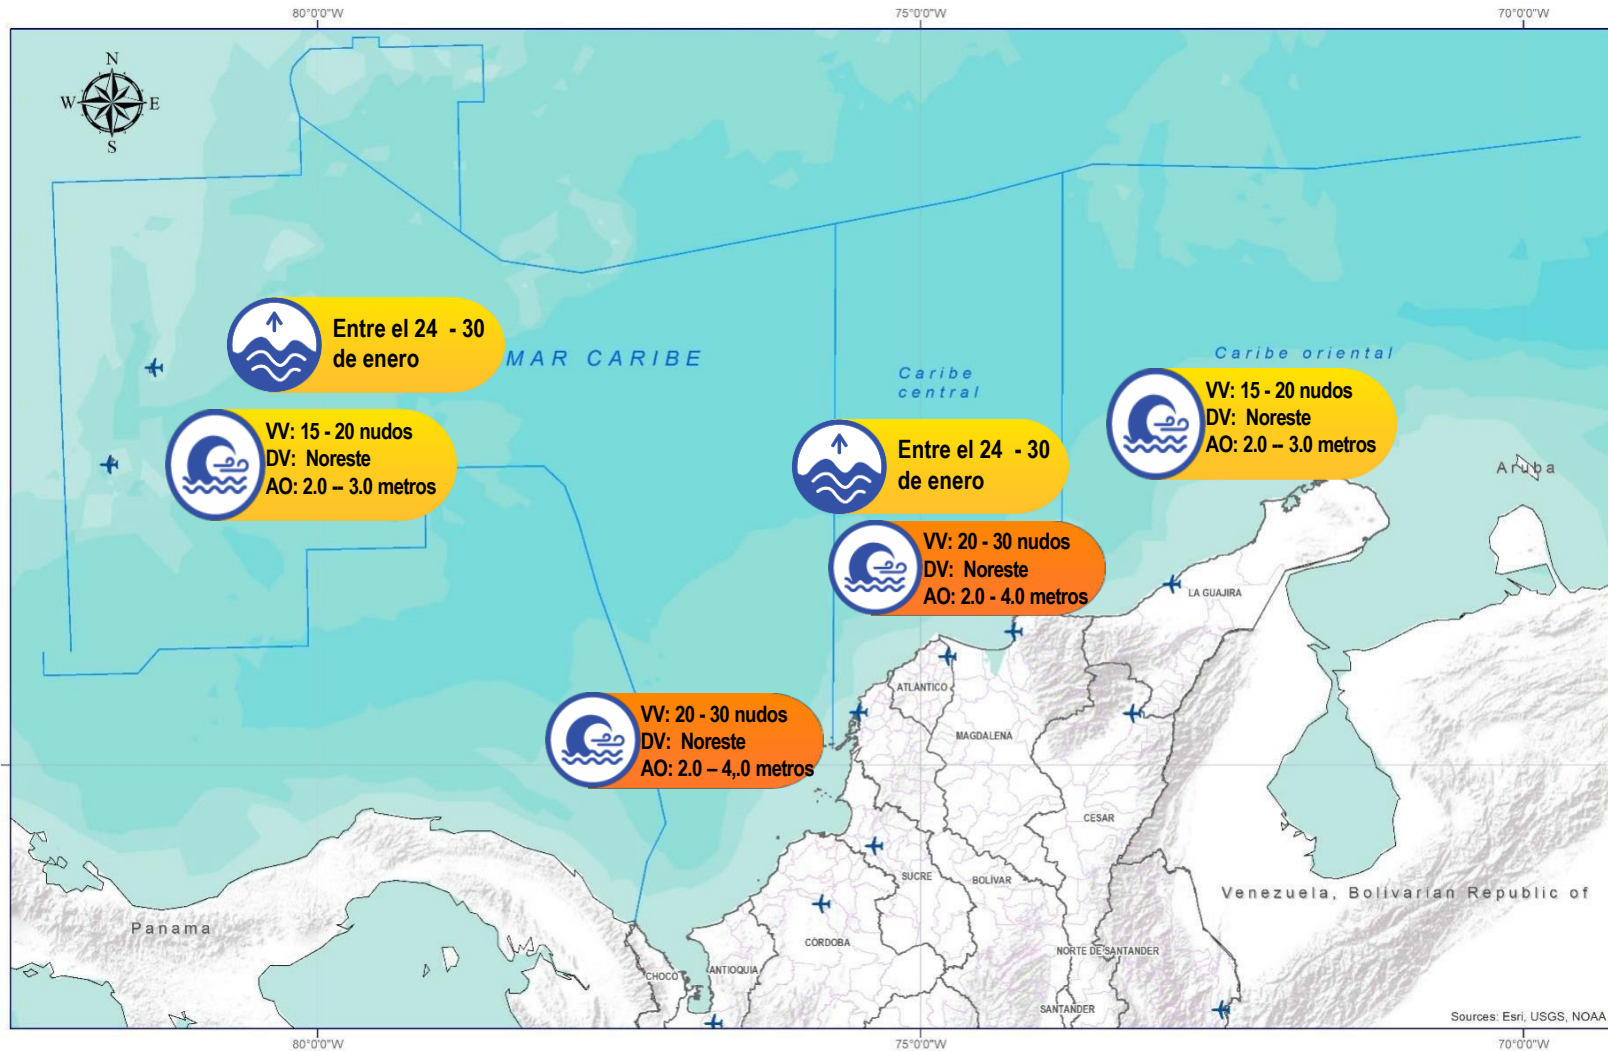 80°0'0"W
75°0'0"W
70°0'0"W
N
W
E
S
Entre el 24 - 30
de enero
MAR CARIBE
Caribe
central
Caribe oriental
VV: 15 - 20 nudos
DV: Noreste
AO: 2.0 – 3.0 metros
VV: 15 - 20 nudos
DV: Noreste
AO: 2.0 – 3.0 metros
Entre el 24 - 30
de enero
Aruba
VV: 20 - 30 nudos
DV: Noreste
AO: 2.0 - 4.0 metros
LA GUAJIRA
ATLÁNTICO
VV: 20 - 30 nudos
DV: Noreste
AO: 2.0 – 4,.0 metros
MAGDALENA
CESAR
SUCRE
BOLÍVAR
Venezuela, Bolivarian Republic of
Panama
CÓRDOBA
NORTE DE SANTANDER
CHOCÓ
ANTIOQUIA
SANTANDER
Sources: Esri, USGS, NOAA
80°0'0"W
75°0'0"W
70°0'0"W